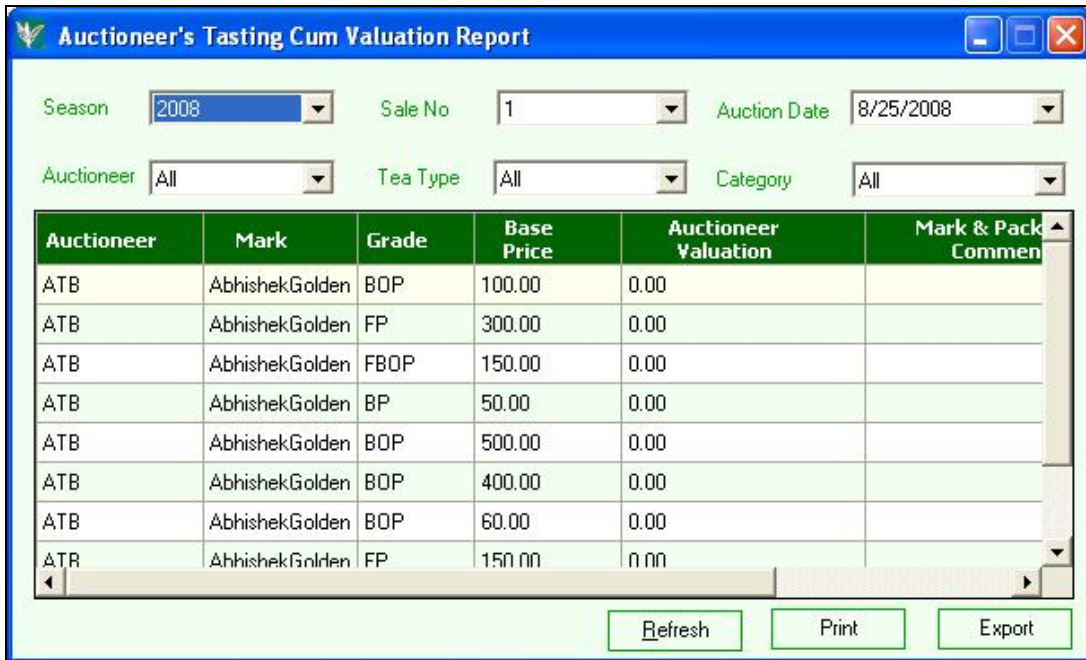 Auctioneer's Tasting Cum Valuation Report
Season 2008 Sale No 1 Auction Date 8/25/2008
Auctioneer All Tea Type All Category All
Auctioneer Mark Grade Base Price Auctioneer Valuation Mark & Pack Commen
ATB AbhishekGolden BOP 100.00 0.00
ATB AbhishekGolden FP 300.00 0.00
ATB AbhishekGolden FBOP 150.00 0.00
ATB AbhishekGolden BP 50.00 0.00
ATB AbhishekGolden BOP 500.00 0.00
ATB AbhishekGolden BOP 400.00 0.00
ATB AbhishekGolden BOP 60.00 0.00
ATB AbhishekGolden FP 150.00 0.00
Refresh Print Export